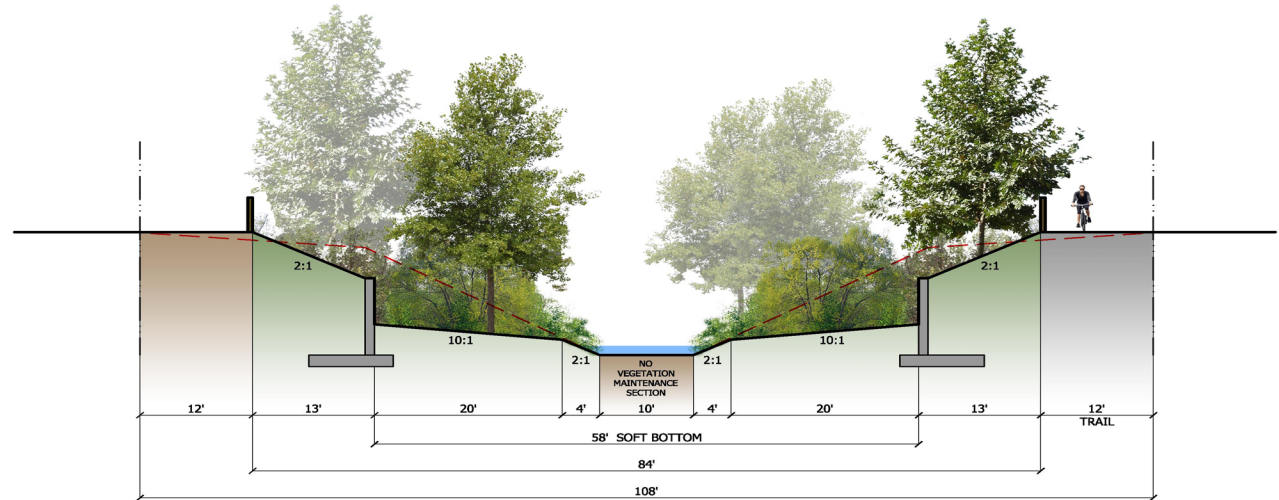 2:1
2:1
10:1
10:1
2:1
2:1
NO
VEGETATION
MAINTENANCE
SECTION
12' 13' 20' 4' 10' 4' 20' 13' 12'
TRAIL
58' SOFT BOTTOM
84'
108'